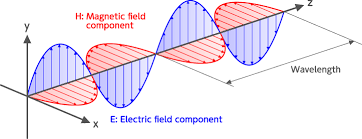 H: Magnetic field
component
z
y
Wavelength
x
E: Electric field component